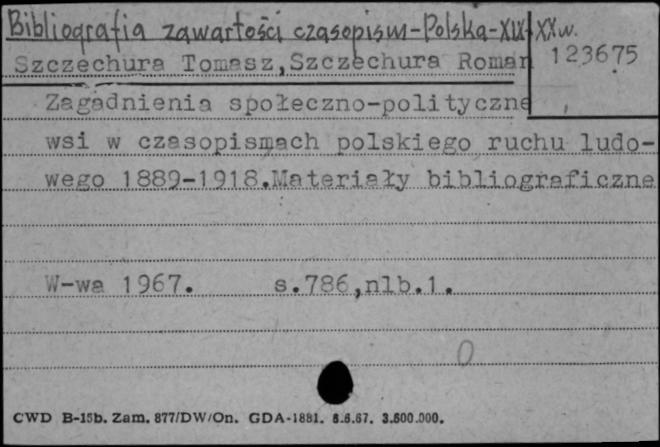 Bibliografia zawartości czasopism-Polska-XIX-XXw.
Szczechura Tomasz,Szczechura Roman
123675
Zagadnienia społeczno-polityczne
wsi w czasopismach polskiego ruchu ludo-
wego 1889-1918.Materiały bibliograficzne
W-wa 1967. s.786,nlb.1.
0
CWD B-15b. Zam. 877/DW/On. GDA-1881. 8.6.67. 3.500.000.